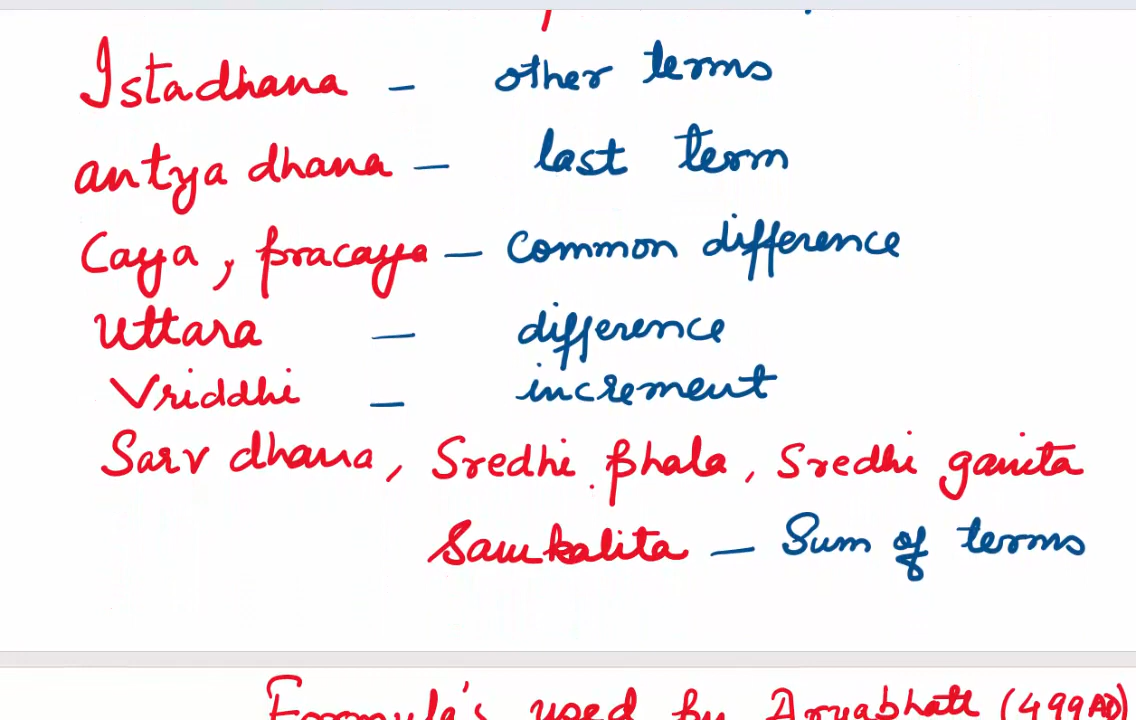 Istadhana – other terms
antya dhana – last term
Caya, pracaya – Common difference
Uttara – difference
Vriddhi – increment
Sarv dhana, Sredhi phala, Sredhi ganita
Samkalita – Sum of terms
Formula's used by Aryabhatt (499AD)